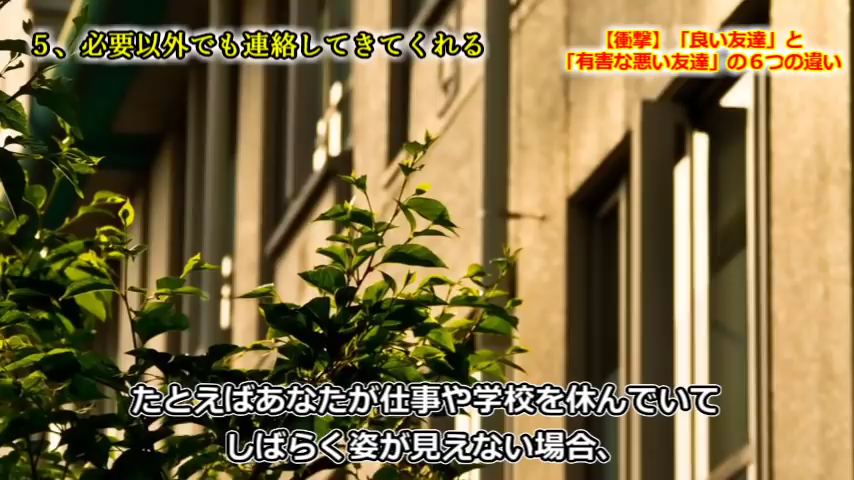 5、必要以外でも連絡してきてくれる
【衝撃】「良い友達」と
「有害な悪い友達」の6つの違い
たとえばあなたが仕事や学校を休んでいて
しばらく姿が見えない場合、